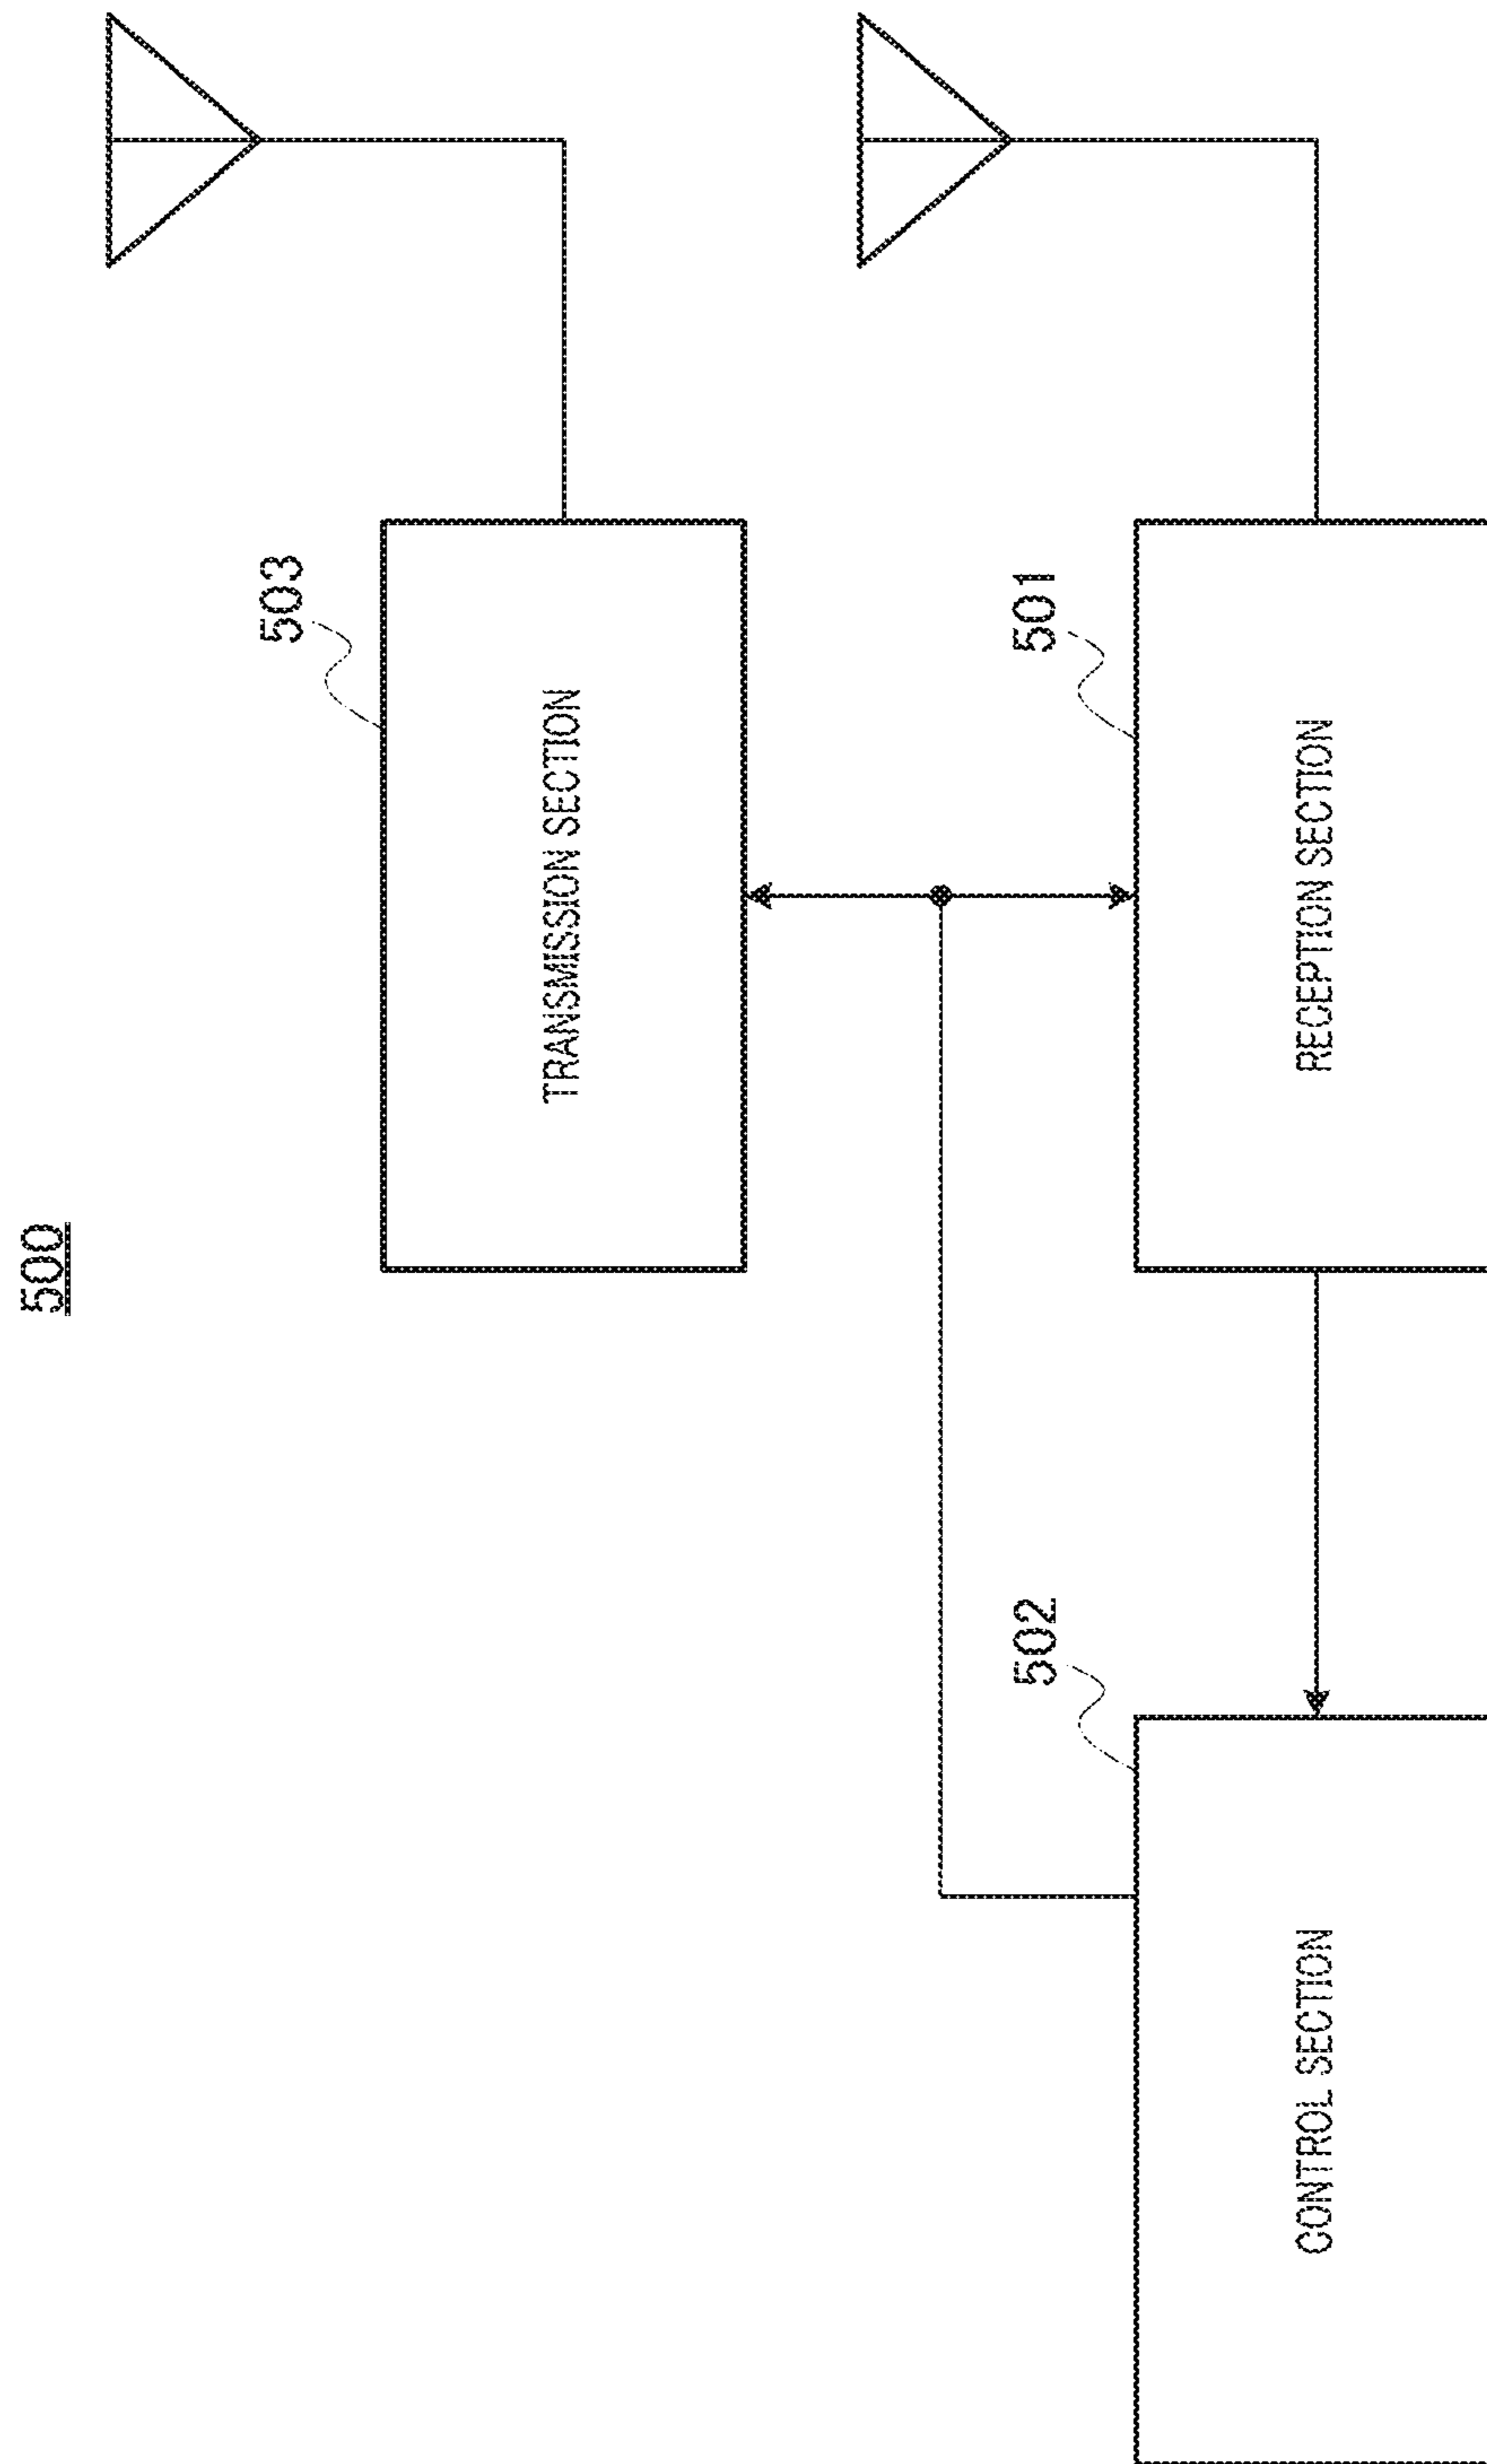 500
503
TRANSMISSION SECTION
502
501
CONTROL SECTION
RECEPTION SECTION